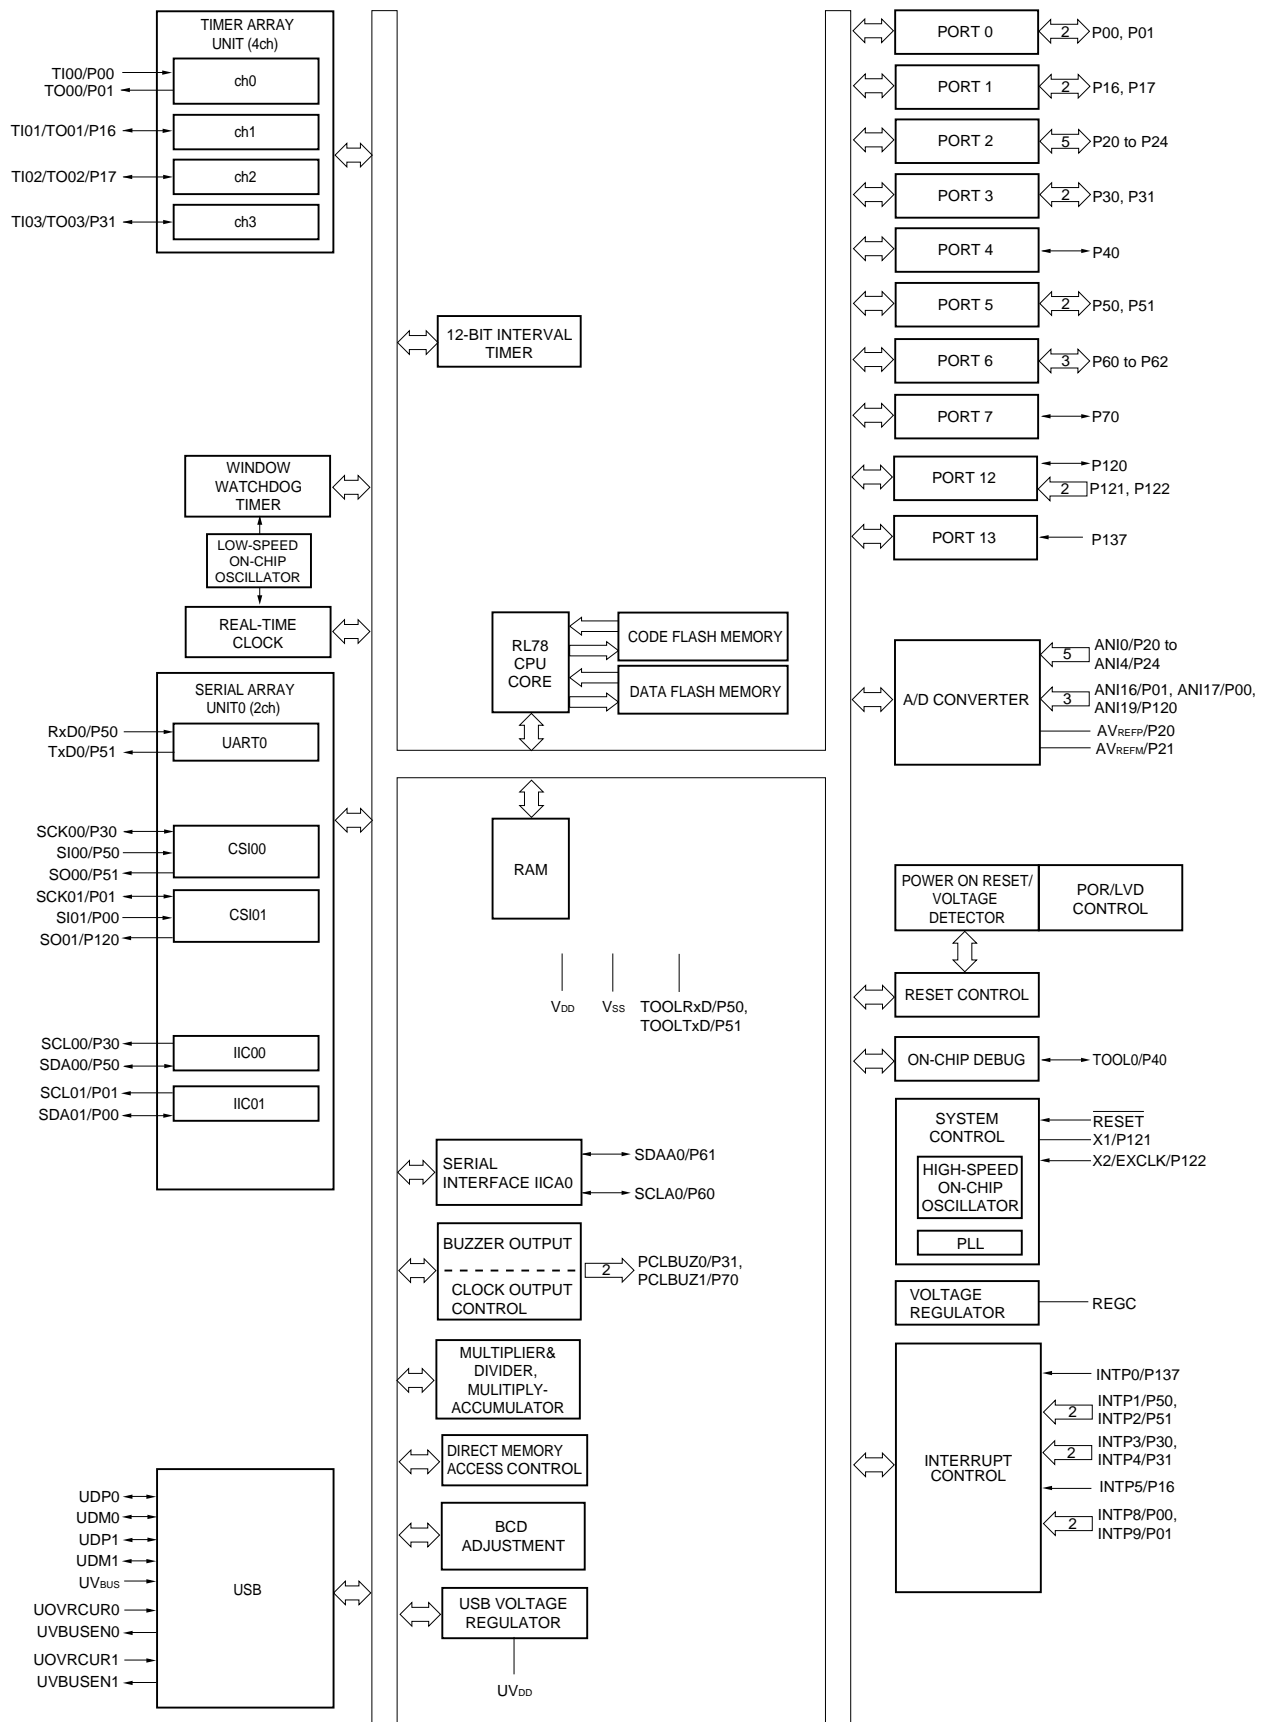 TIMER ARRAY
UNIT (4ch)
TI00/P00
TO00/P01
ch0
TI01/TO01/P16
ch1
TI02/TO02/P17
ch2
TI03/TO03/P31
ch3
12-BIT INTERVAL
TIMER
WINDOW
WATCHDOG
TIMER
LOW-SPEED
ON-CHIP
OSCILLATOR
REAL-TIME
CLOCK
RL78
CPU
CORE
CODE FLASH MEMORY
DATA FLASH MEMORY
SERIAL ARRAY
UNIT0 (2ch)
RxD0/P50
TxD0/P51
UART0
SCK00/P30
SI00/P50
SO00/P51
CSI00
SCK01/P01
SI01/P00
SO01/P120
CSI01
SCL00/P30
SDA00/P50
IIC00
SCL01/P01
SDA01/P00
IIC01
RAM
VDD
VSS
TOOLRxD/P50,
TOOLTxD/P51
SERIAL
INTERFACE IICA0
SDAA0/P61
SCLA0/P60
BUZZER OUTPUT
CLOCK OUTPUT
CONTROL
2
PCLBUZ0/P31,
PCLBUZ1/P70
MULTIPLIER&
DIVIDER,
MULITIPLY-
ACCUMULATOR
DIRECT MEMORY
ACCESS CONTROL
BCD
ADJUSTMENT
USB VOLTAGE
REGULATOR
UVDD
UDP0
UDM0
UDP1
UDM1
UVBUS
UOVRCUR0
UVBUSEN0
UOVRCUR1
UVBUSEN1
USB
PORT 0
2
P00, P01
PORT 1
2
P16, P17
PORT 2
5
P20 to P24
PORT 3
2
P30, P31
PORT 4
P40
PORT 5
2
P50, P51
PORT 6
3
P60 to P62
PORT 7
P70
PORT 12
P120
2
P121, P122
PORT 13
P137
A/D CONVERTER
5
ANI0/P20 to
ANI4/P24
3
ANI16/P01, ANI17/P00,
ANI19/P120
AVREFP/P20
AVREFM/P21
POWER ON RESET/
VOLTAGE
DETECTOR
POR/LVD
CONTROL
RESET CONTROL
ON-CHIP DEBUG
TOOL0/P40
SYSTEM
CONTROL
RESET
X1/P121
X2/EXCLK/P122
HIGH-SPEED
ON-CHIP
OSCILLATOR
PLL
VOLTAGE
REGULATOR
REGC
INTERRUPT
CONTROL
INTP0/P137
2
INTP1/P50,
INTP2/P51
2
INTP3/P30,
INTP4/P31
INTP5/P16
2
INTP8/P00,
INTP9/P01